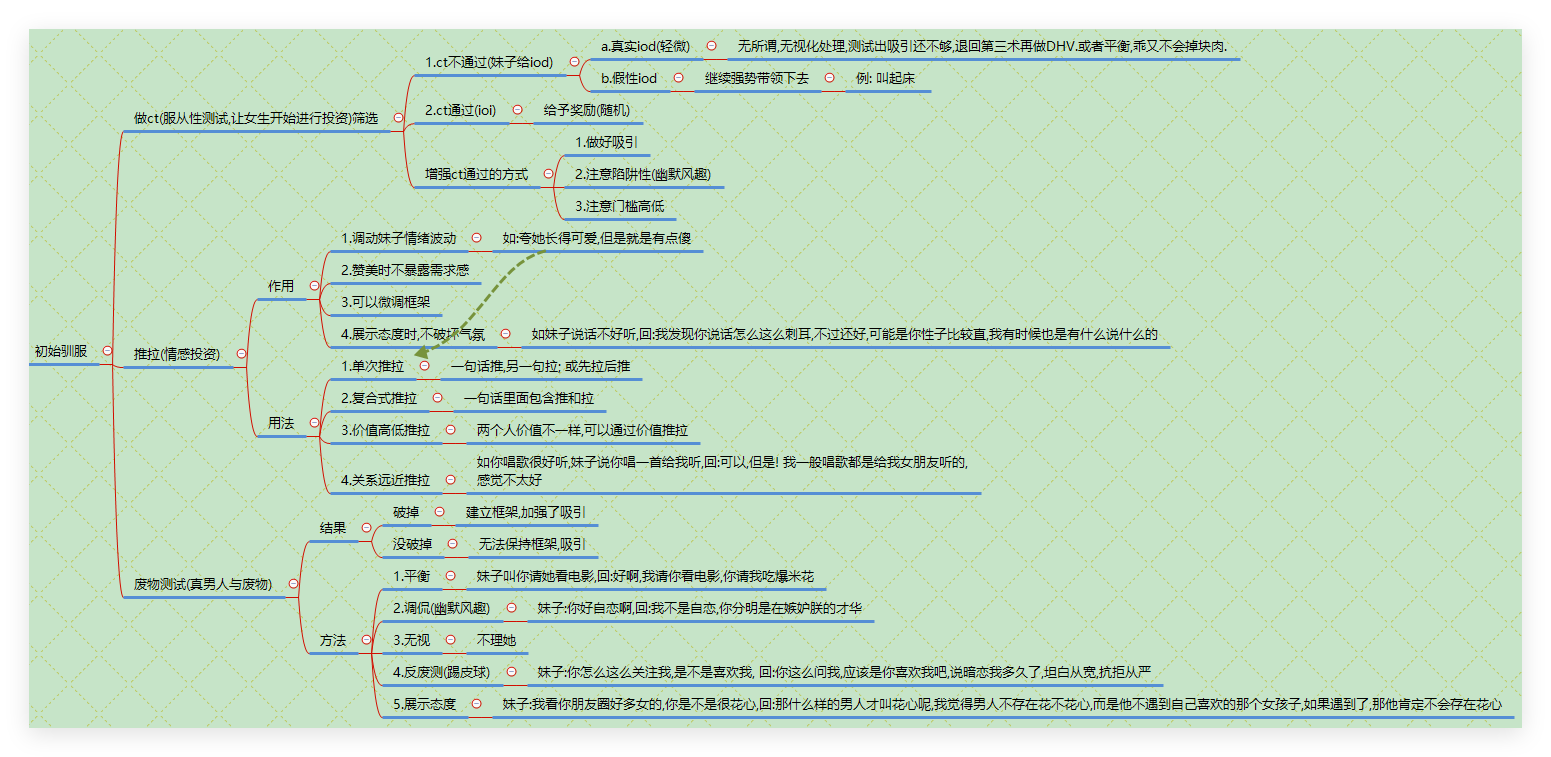 初始驯服
做ct(服从性测试,让女生开始进行投资)筛选
1.ct不通过(妹子给iod)
a.真实iod(轻微)
无所谓,无视化处理,测试出吸引还不够,退回第三术再做DHV.或者平衡,乖又不会掉块肉.
b.假性iod
继续强势带领下去
例: 叫起床
2.ct通过(ioi)
给予奖励(随机)
增强ct通过的方式
1.做好吸引
2.注意陷阱性(幽默风趣)
3.注意门槛高低
推拉(情感投资)
作用
1.调动妹子情绪波动
如:夸她长得可爱,但是就是有点傻
2.赞美时不暴露需求感
3.可以微调框架
4.展示态度时,不破坏气氛
如妹子说话不好听,回:我发现你说话怎么这么刺耳,不过还好,可能是你性子比较直,我有时候也是有什么说什么的
用法
1.单次推拉
一句话推,另一句拉; 或先拉后推
2.复合式推拉
一句话里面包含推和拉
3.价值高低推拉
两个人价值不一样,可以通过价值推拉
4.关系远近推拉
如你唱歌很好听,妹子说你唱一首给我听,回:可以,但是! 我一般唱歌都是给我女朋友听的,
感觉不太好
废物测试(真男人与废物)
结果
破掉
建立框架,加强了吸引
没破掉
无法保持框架,吸引
方法
1.平衡
妹子叫你请她看电影,回:好啊,我请你看电影,你请我吃爆米花
2.调侃(幽默风趣)
妹子:你好自恋啊,回:我不是自恋,你分明是在嫉妒朕的才华
3.无视
不理她
4.反废测(踢皮球)
妹子:你怎么这么关注我,是不是喜欢我, 回:你这么问我,应该是你喜欢我吧,说暗恋我多久了,坦白从宽,抗拒从严
5.展示态度
妹子:我看你朋友圈好多女的,你是不是很花心,回:那什么样的男人才叫花心呢,我觉得男人不存在花不花心,而是他不遇到自己喜欢的那个女孩子,如果遇到了,那他肯定不会存在花心